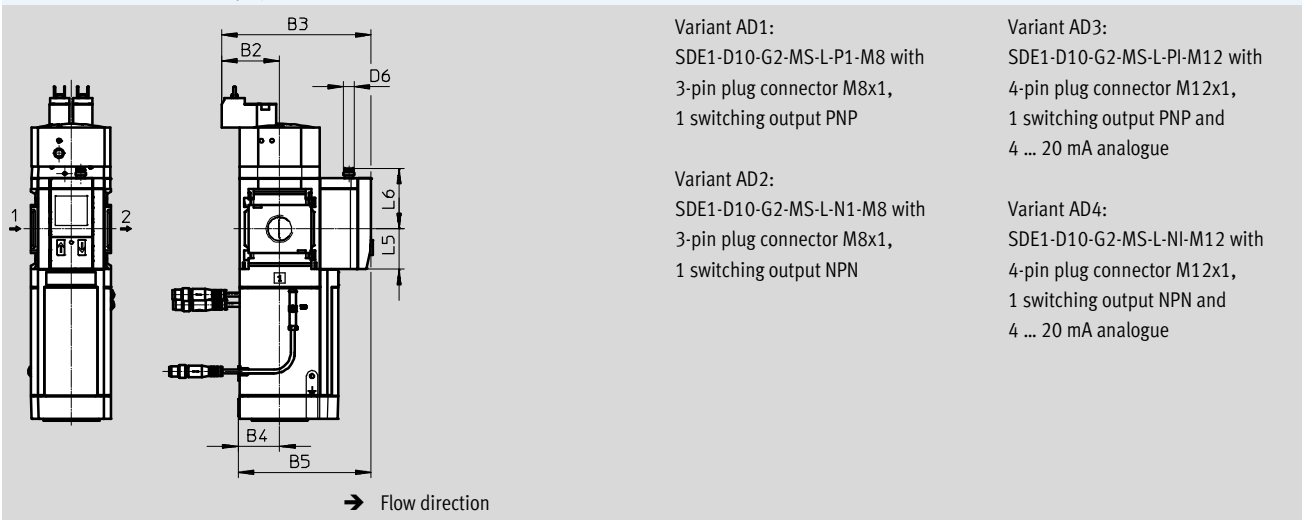 B3
B2
D6
L6
L5
1
2
B4
B5
→ Flow direction
Variant AD1:
SDE1-D10-G2-MS-L-P1-M8 with
3-pin plug connector M8x1,
1 switching output PNP
Variant AD2:
SDE1-D10-G2-MS-L-N1-M8 with
3-pin plug connector M8x1,
1 switching output NPN
Variant AD3:
SDE1-D10-G2-MS-L-PI-M12 with
4-pin plug connector M12x1,
1 switching output PNP and
4 … 20 mA analogue
Variant AD4:
SDE1-D10-G2-MS-L-NI-M12 with
4-pin plug connector M12x1,
1 switching output NPN and
4 … 20 mA analogue